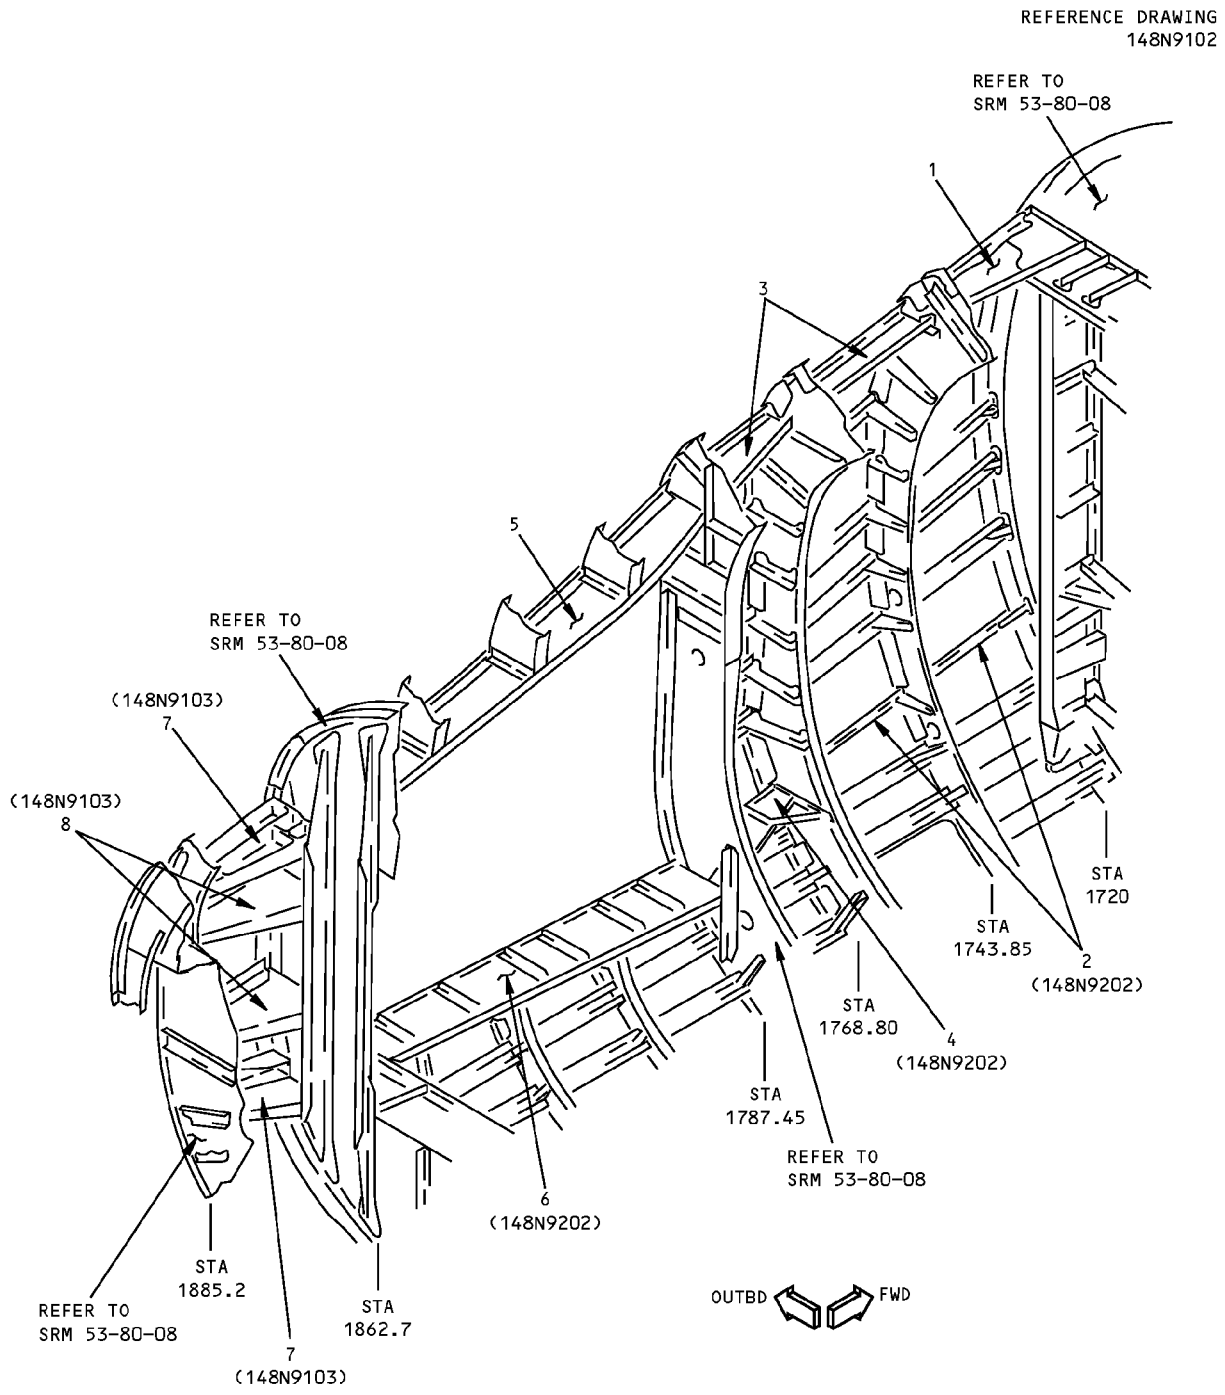 REFERENCE DRAWING
148N9102
REFER TO
SRM 53-80-08
1
3
5
REFER TO
SRM 53-80-08
(148N9103)
7
(148N9103)
8
STA
1720
STA
1743.85
2
(148N9202)
STA
1768.80
4
(148N9202)
STA
1787.45
REFER TO
SRM 53-80-08
6
(148N9202)
STA
1885.2
STA
1862.7
REFER TO
SRM 53-80-08
7
(148N9103)
OUTBD
FWD